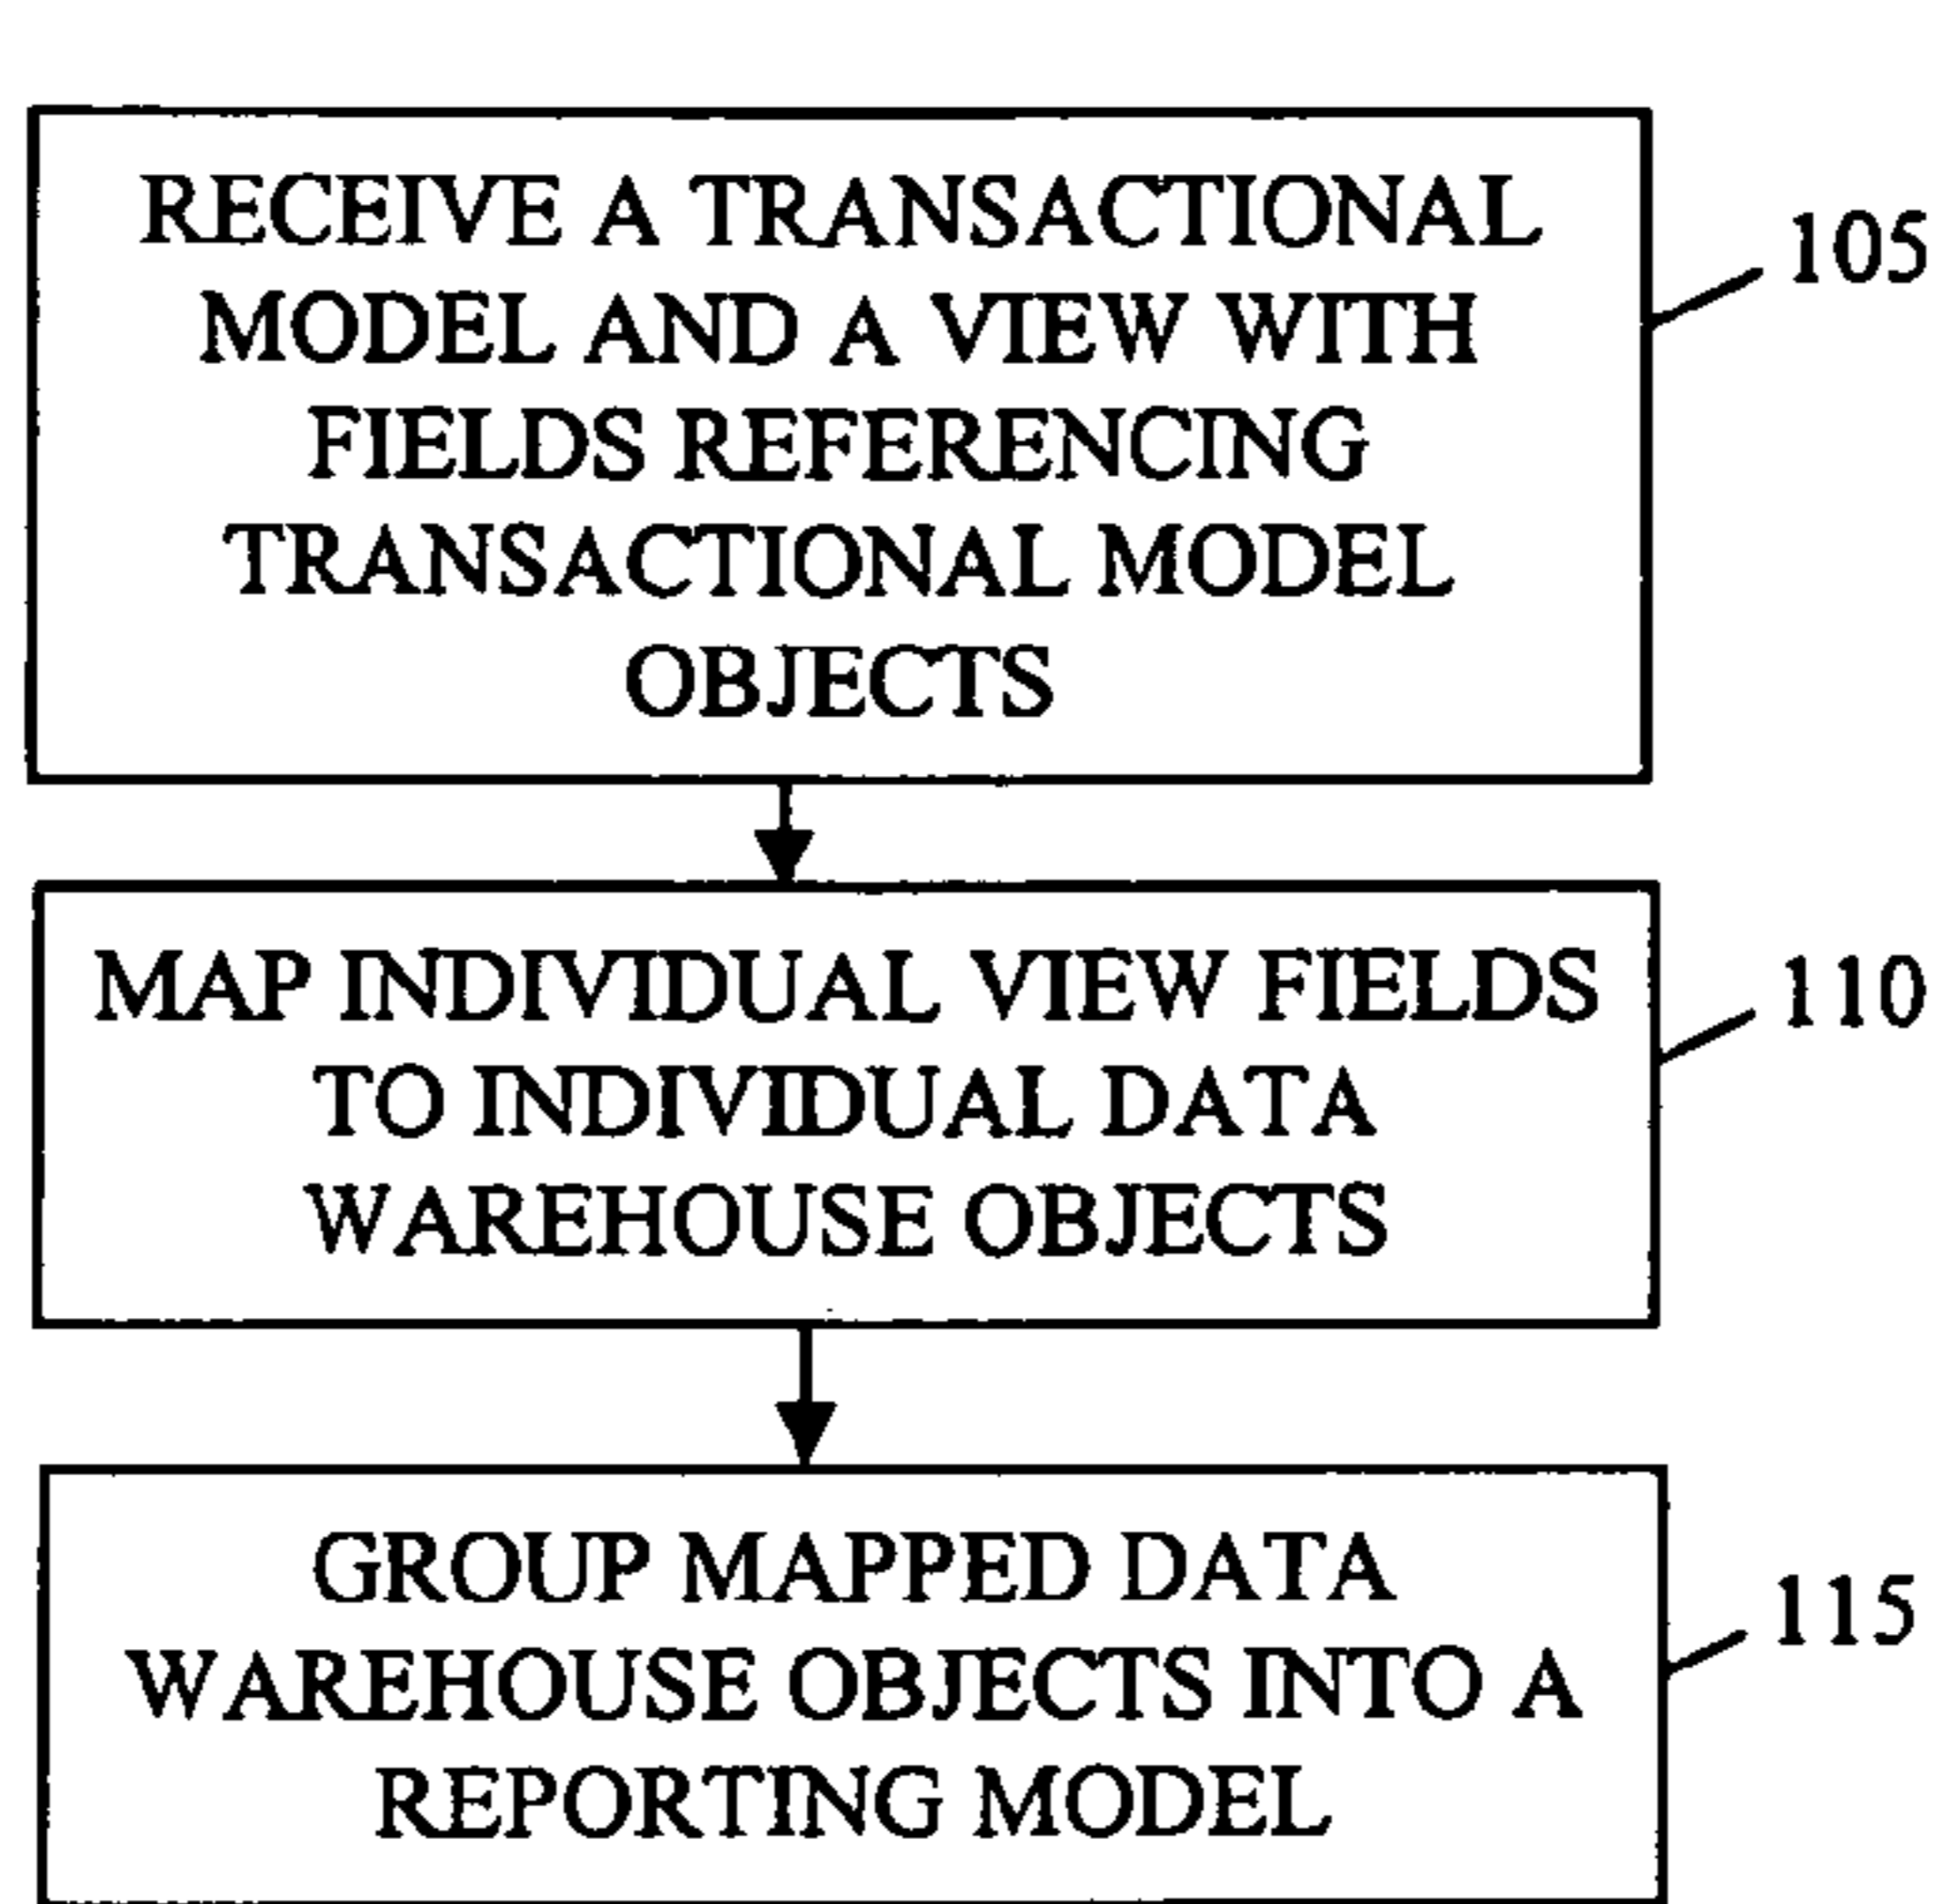 RECEIVE A TRANSACTIONAL
MODEL AND A VIEW WITH
FIELDS REFERENCING
TRANSACTIONAL MODEL
OBJECTS
105
MAP INDIVIDUAL VIEW FIELDS
TO INDIVIDUAL DATA
WAREHOUSE OBJECTS
110
GROUP MAPPED DATA
WAREHOUSE OBJECTS INTO A
REPORTING MODEL
115